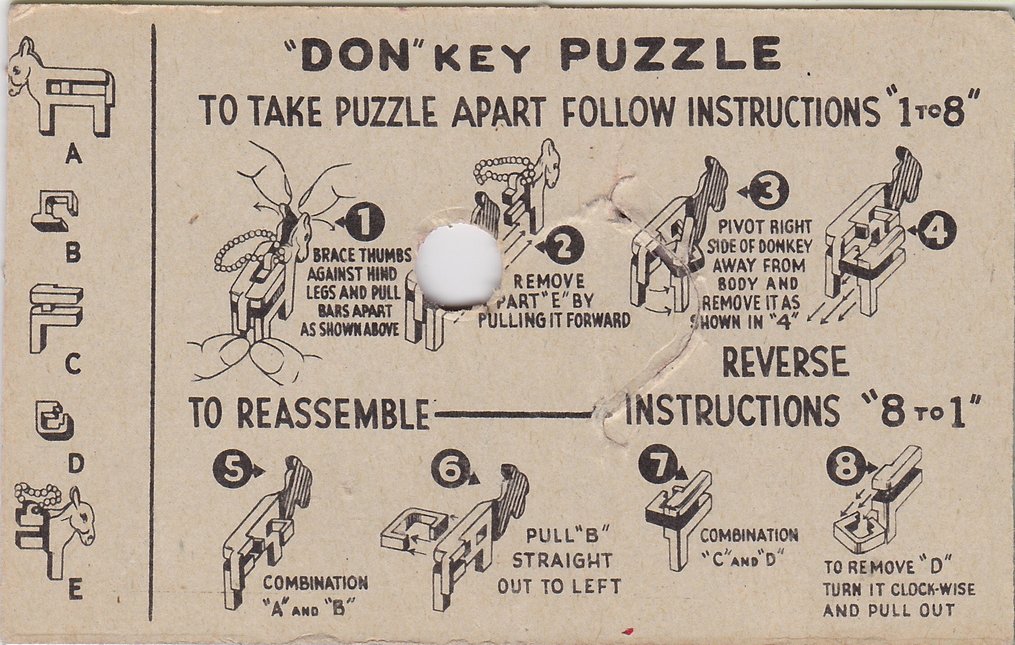 "DON" KEY PUZZLE
TO TAKE PUZZLE APART FOLLOW INSTRUCTIONS "1 TO 8"
A
B
C
D
E
1
BRACE THUMBS
AGAINST HIND
LEGS AND PULL
BARS APART
AS SHOWN ABOVE
2
REMOVE
PART "E" BY
PULLING IT FORWARD
3
PIVOT RIGHT
SIDE OF DONKEY
AWAY FROM
BODY AND
REMOVE IT AS
SHOWN IN "4"
4
REVERSE
TO REASSEMBLE — INSTRUCTIONS "8 TO 1"
5
COMBINATION
"A" AND "B"
6
PULL "B"
STRAIGHT
OUT TO LEFT
7
COMBINATION
"C" AND "D"
8
TO REMOVE "D"
TURN IT CLOCK-WISE
AND PULL OUT